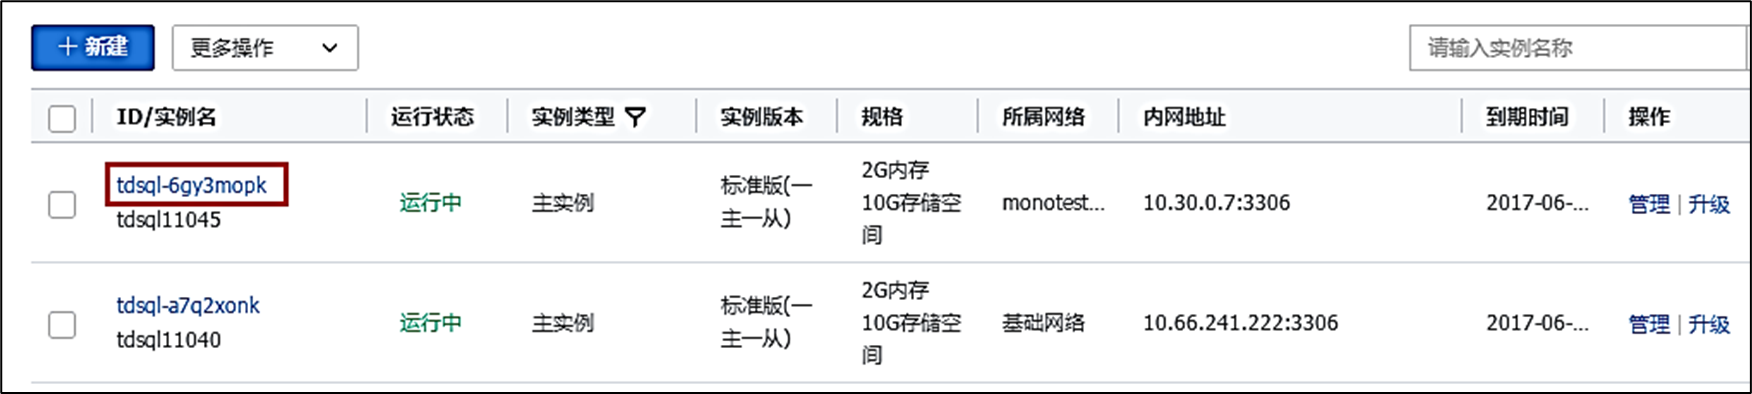 新建 更多操作 请输入实例名称
ID/实例名 运行状态 实例类型 实例版本 规格 所属网络 内网地址 到期时间 操作
tdsql-6gy3mopk
tdsql11045
运行中
主实例
标准版(一
主一从)
2G内存
10G存储空
间
monotest...
10.30.0.7:3306
2017-06-...
管理 | 升级
tdsql-a7q2xonk
tdsql11040
运行中
主实例
标准版(一
主一从)
2G内存
10G存储空
间
基础网络
10.66.241.222:3306
2017-06-...
管理 | 升级